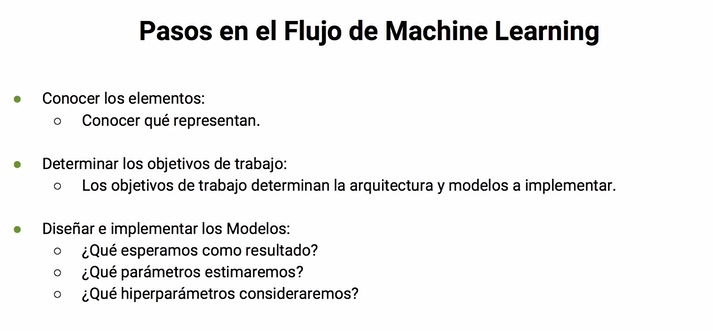 Pasos en el Flujo de Machine Learning
Conocer los elementos:
Conocer qué representan.
Determinar los objetivos de trabajo:
Los objetivos de trabajo determinan la arquitectura y modelos a implementar.
Diseñar e implementar los Modelos:
¿Qué esperamos como resultado?
¿Qué parámetros estimaremos?
¿Qué hiperparámetros consideraremos?